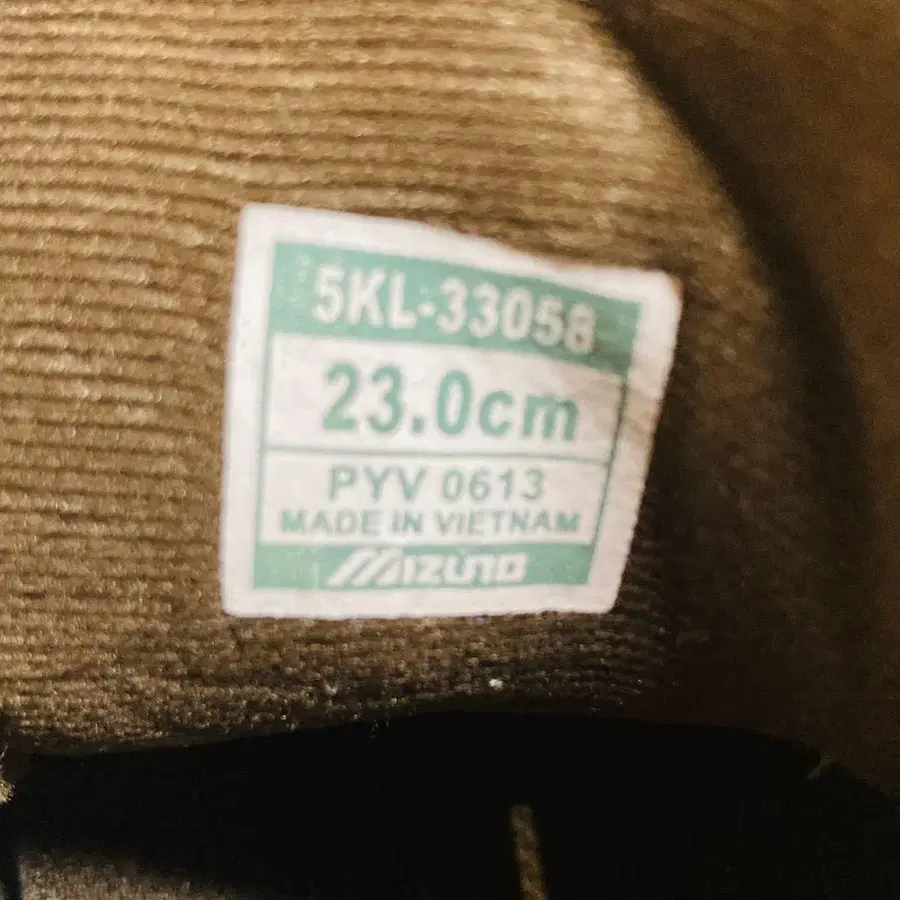 5KL-33058
23.0cm
PYV 0613
MADE IN VIETNAM
MIZUNO